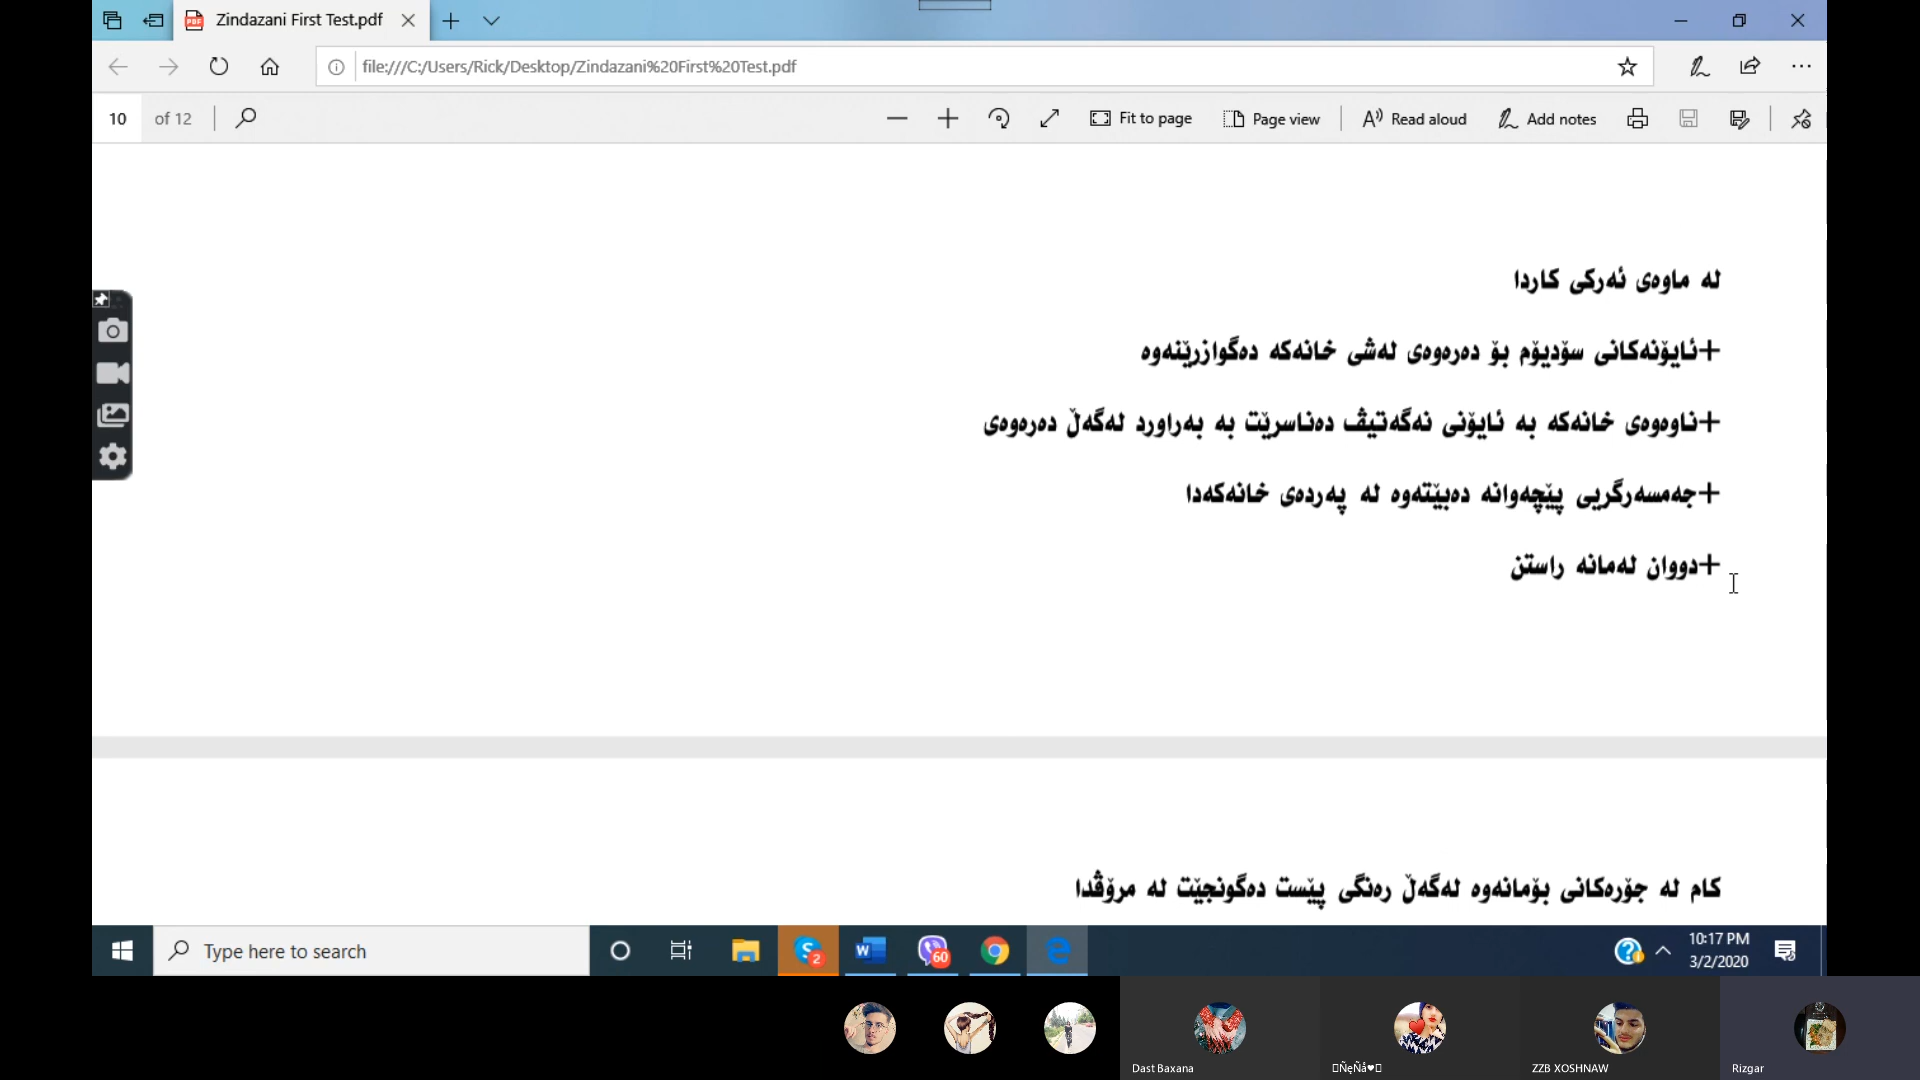 Zindazani First Test.pdf
file:///C:/Users/Rick/Desktop/Zindazani%20First%20Test.pdf
10 of 12 Fit to page Page view Read aloud Add notes
لە ماوەی ئەرکی کاردا
+ئایۆنەکانی سۆدیۆم بۆ دەرەوەی لەشی خانەکە دەگوازرێنەوە
+ناوەوەی خانەکە بە ئایۆنی نەگەتیڤ دەناسرێت بە بەراورد لەگەڵ دەرەوەی
+جەمسەرگریی پێچەوانە دەبێتەوە لە پەردەی خانەکەدا
+دووان لەمانە راستن
کام لە جۆرەکانی بۆمانەوە لەگەڵ رەنگی پێست دەگونجێت لە مرۆڤدا
Type here to search
2
60
10:17 PM
3/2/2020
Dast Baxana
ZZB XOSHNAW
Rizgar